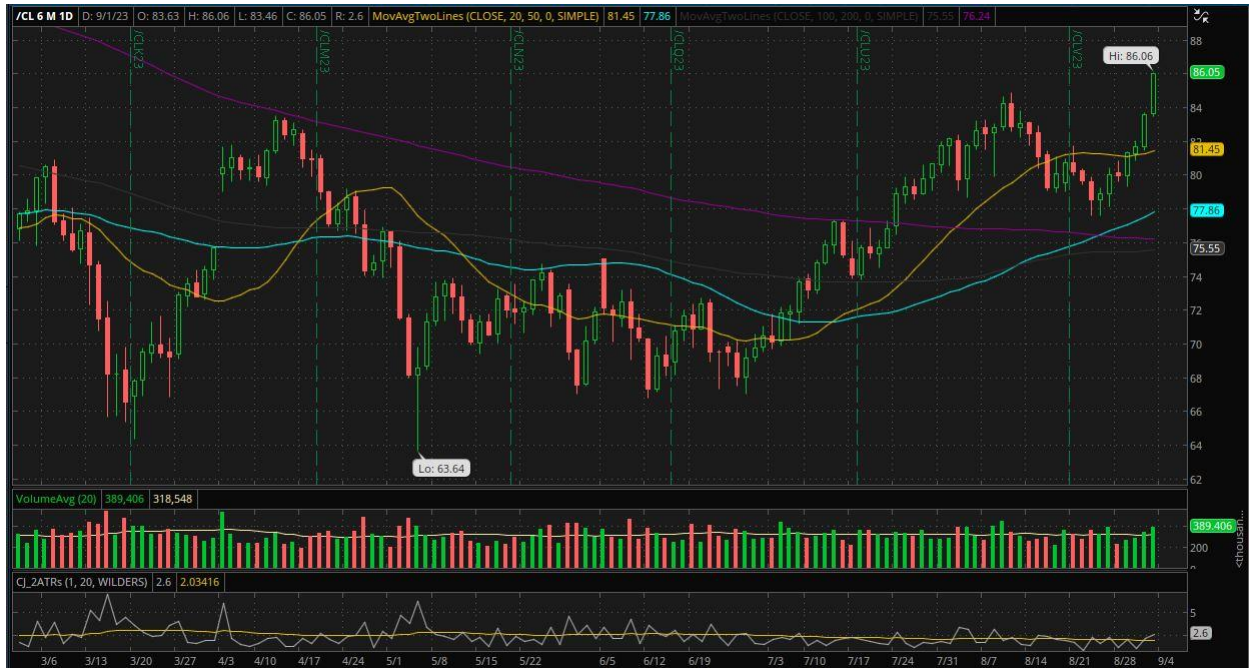 /CL 6 M 1D D: 9/1/23 O: 83.63 H: 86.06 L: 83.46 C: 86.05 R: 2.6 MovAvgTwoLines (CLOSE, 20, 50, 0, SIMPLE) 81.45 77.86 MovAvgTwoLines (CLOSE, 100, 200, 0, SIMPLE) 75.55 76.24
/CLK23
/CLM23
/CLN23
/CLQ23
/CLU23
/CLV23
Hi: 86.06
Lo: 63.64
88
86.05
84
82
81.45
80
77.86
76
75.55
74
72
70
68
66
64
62
VolumeAvg (20) 389,406 318,548
389.406
200
0
<thousan...
CJ_2ATRs (1, 20, WILDERS) 2.6 2.03416
5
2.6
3/6 3/13 3/20 3/27 4/3 4/10 4/17 4/24 5/1 5/8 5/15 5/22 6/5 6/12 6/19 7/3 7/10 7/17 7/24 7/31 8/7 8/14 8/21 8/28 9/4